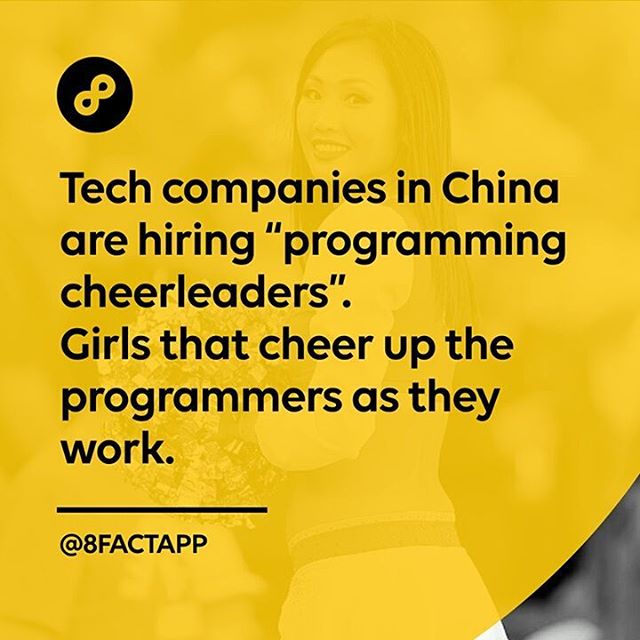 Tech companies in China
are hiring “programming
cheerleaders”.
Girls that cheer up the
programmers as they
work.
@8FACTAPP